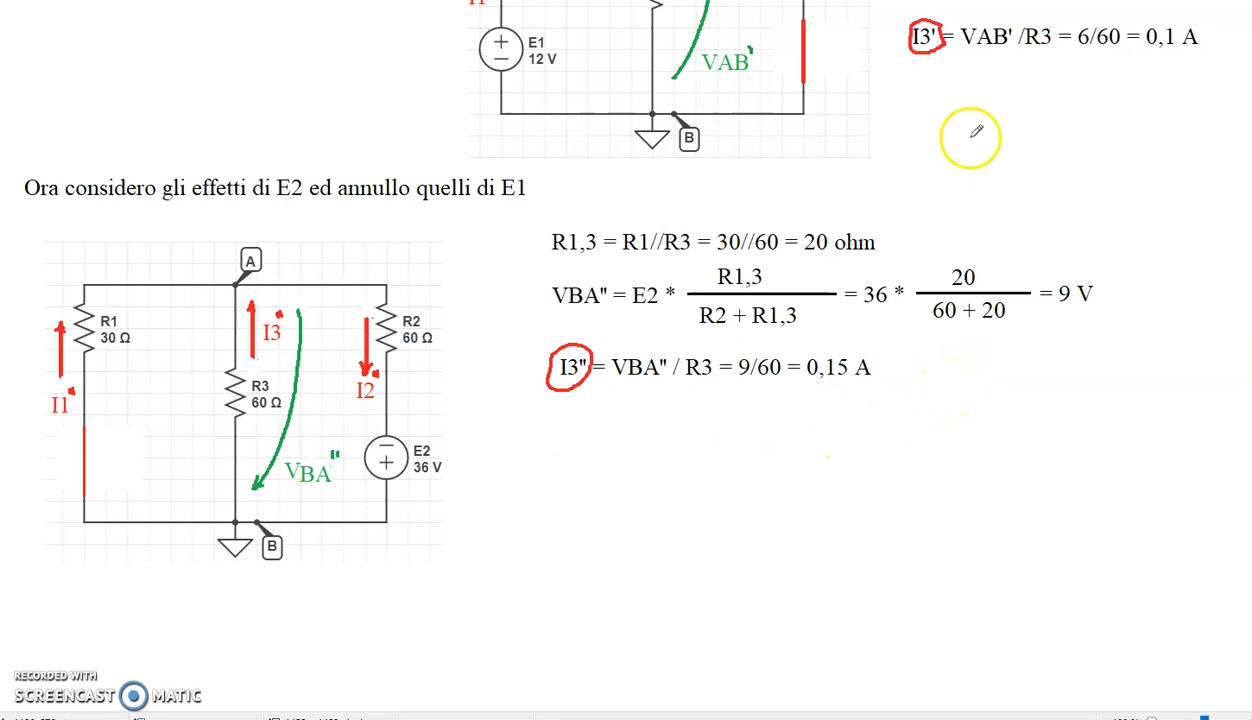 I3' = VAB' /R3 = 6/60 = 0,1 A
E1
12 V
VAB'
B
Ora considero gli effetti di E2 ed annullo quelli di E1
A
R1
30 Ω
I3"
R2
60 Ω
I1"
R3
60 Ω
I2"
E2
36 V
VBA"
B
R1,3 = R1//R3 = 30//60 = 20 ohm
VBA" = E2 * R1,3 / R2 + R1,3 = 36 * 20 / 60 + 20 = 9 V
I3" = VBA" / R3 = 9/60 = 0,15 A
RECORDED WITH
SCREENCAST MATIC